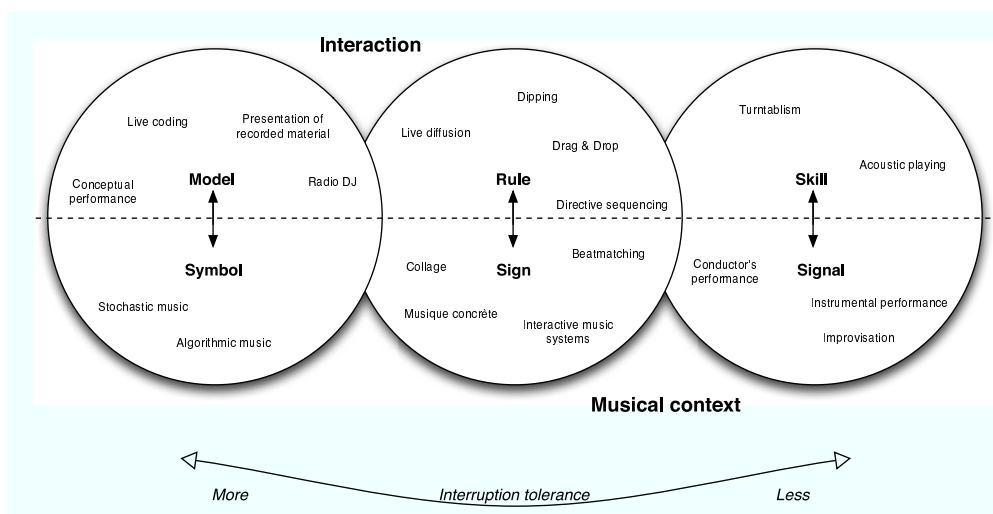 Interaction
Live coding
Presentation of
recorded material
Conceptual
performance
Model
Radio DJ
Symbol
Stochastic music
Algorithmic music
Dipping
Live diffusion
Drag & Drop
Rule
Directive sequencing
Beatmatching
Collage
Sign
Musique concrète
Interactive music
systems
Turntablism
Acoustic playing
Skill
Conductor's
performance
Signal
Instrumental performance
Improvisation
Musical context
More
Interruption tolerance
Less